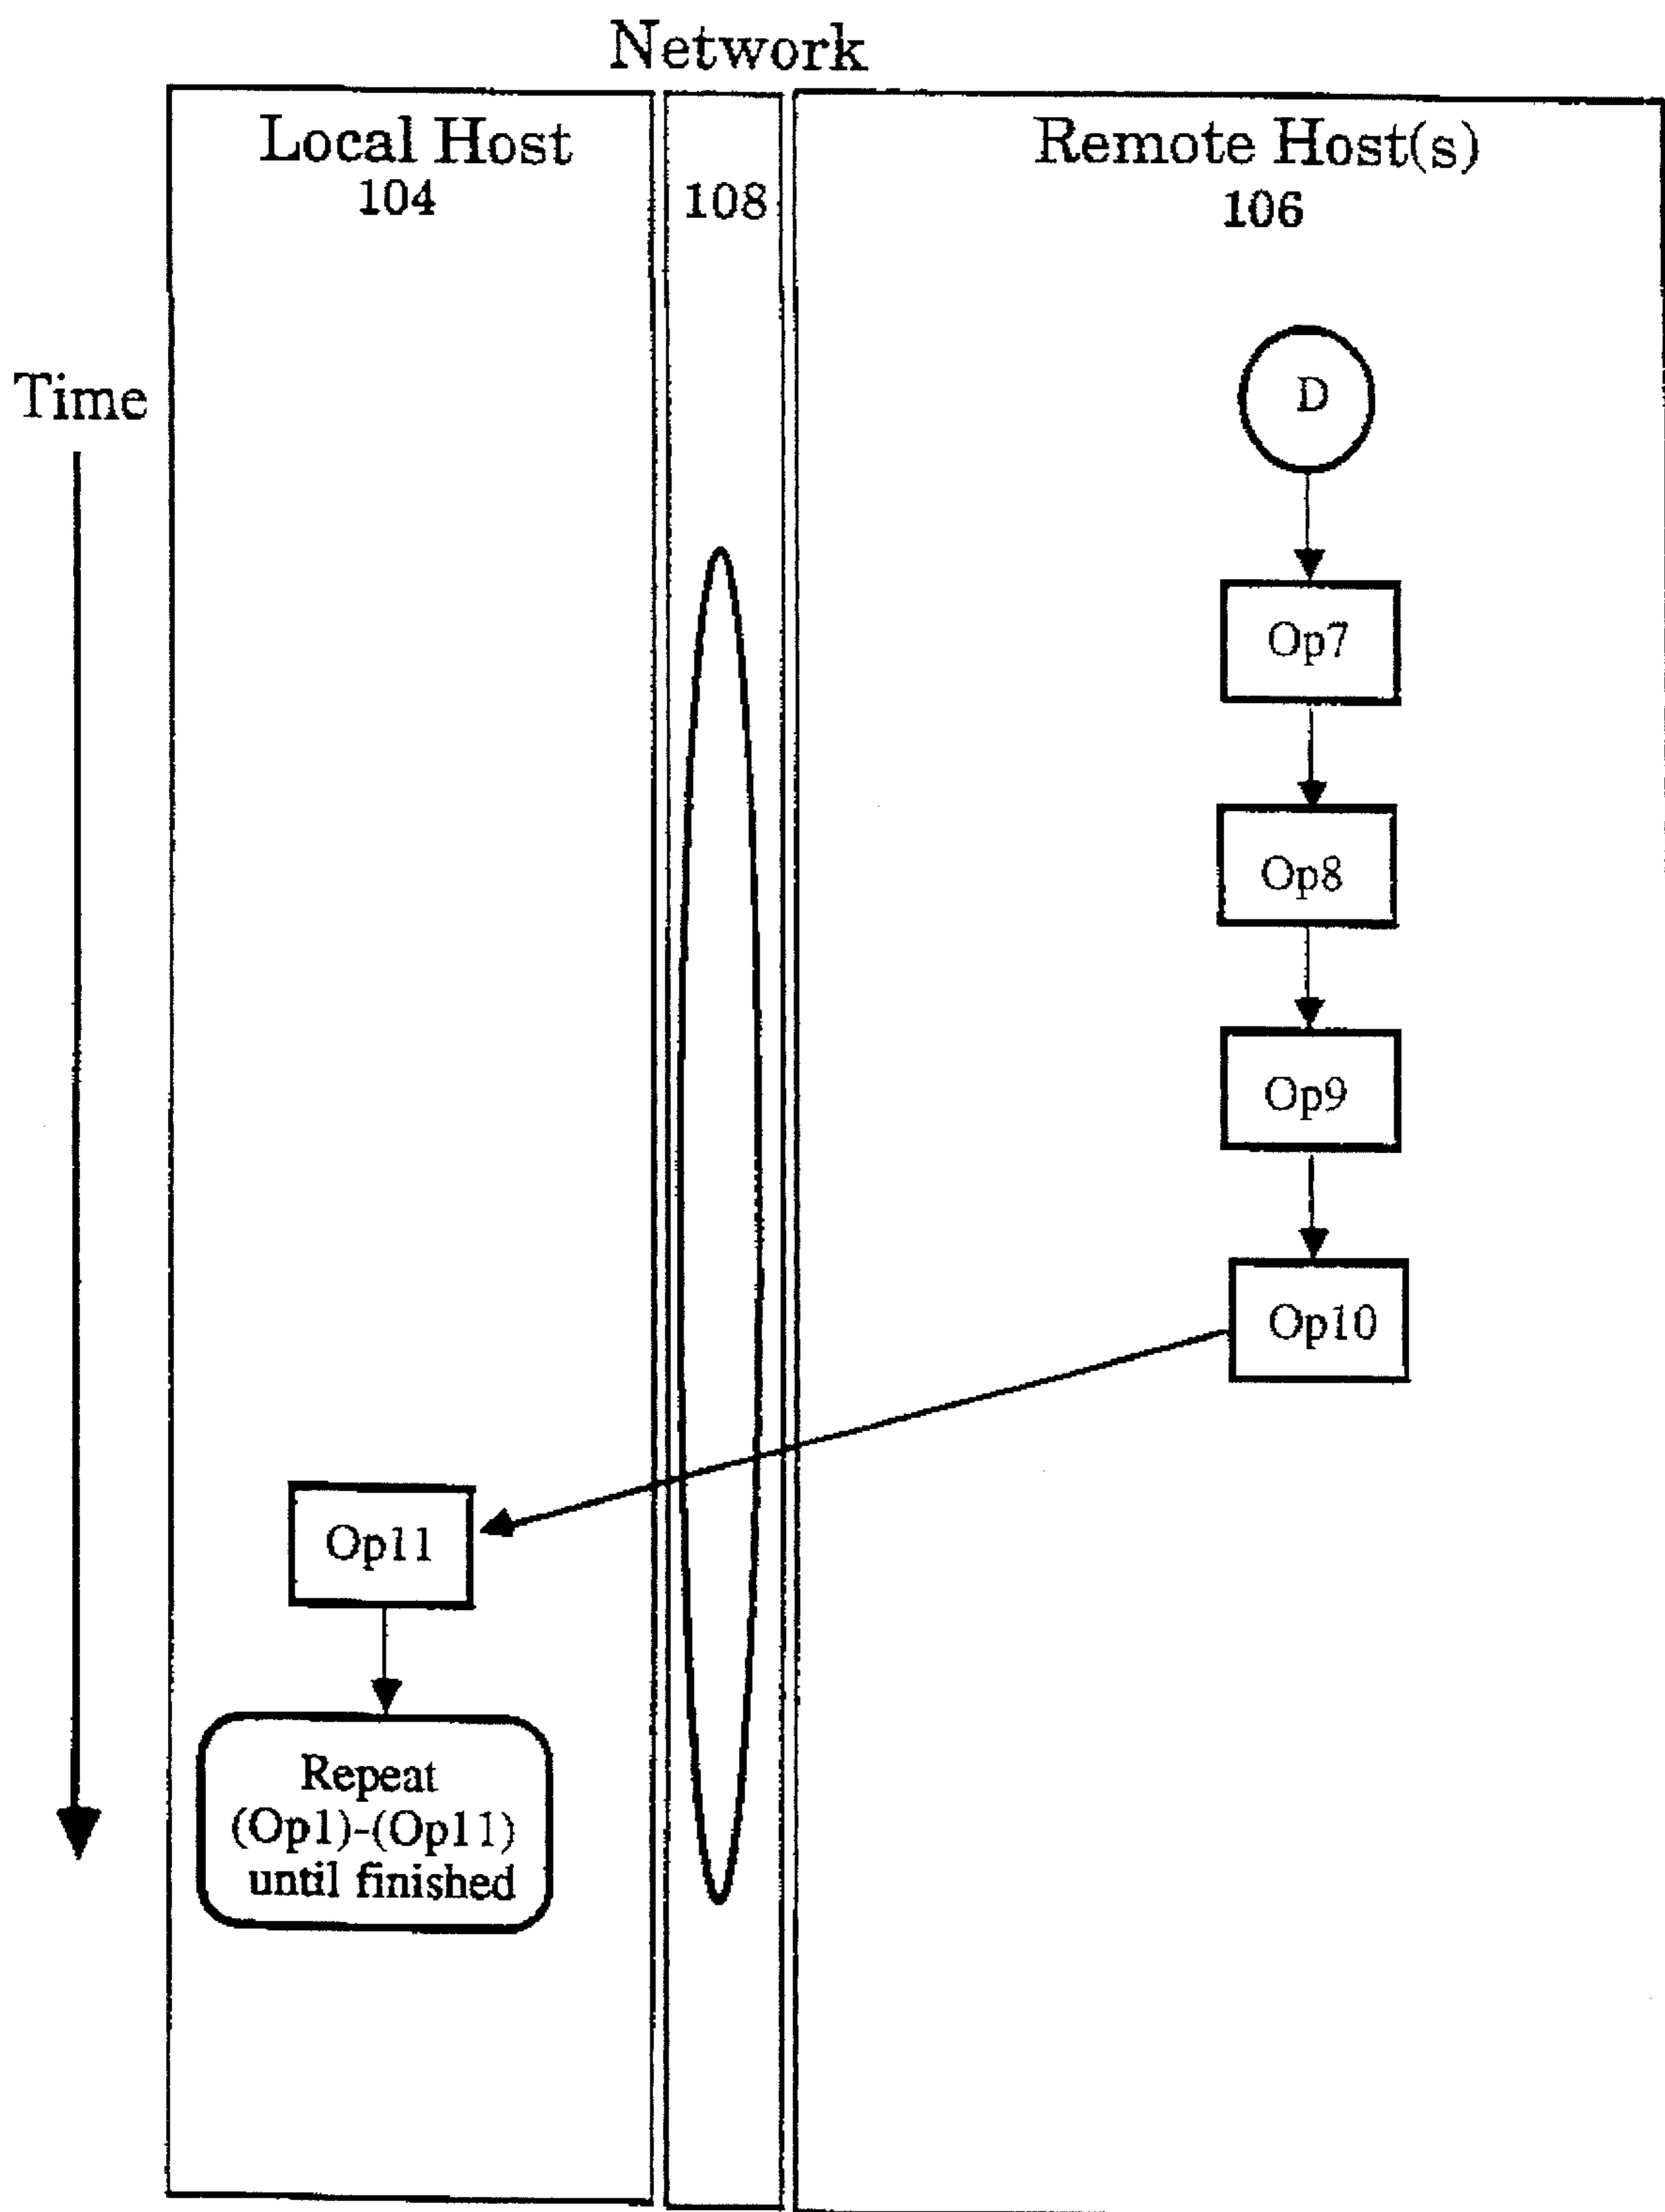 Network
Local Host
104
108
Remote Host(s)
106
Time
D
Op7
Op8
Op9
Op10
Op11
Repeat
(Op1)-(Op11)
until finished